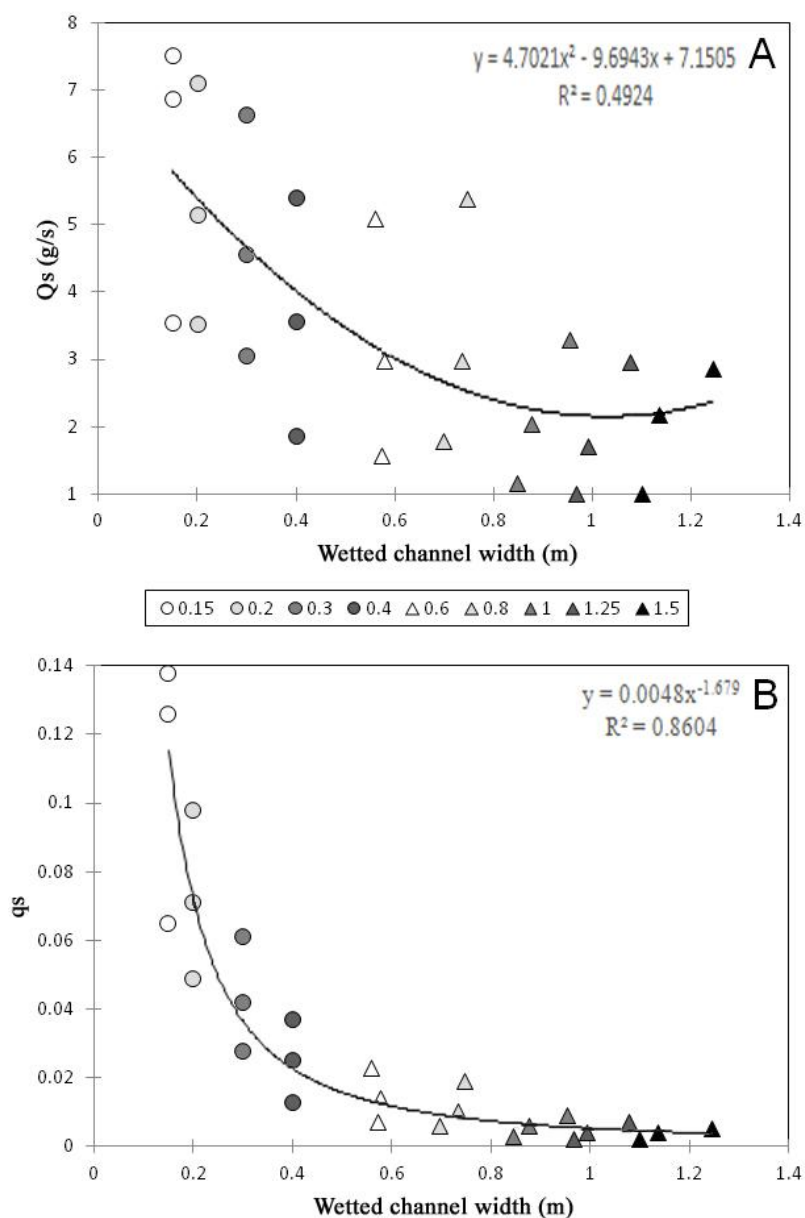 8
7
6
5
4
3
2
1
Qs (g/s)
y = 4.7021x² - 9.6943x + 7.1505
A
R² = 0.4924
0 0.2 0.4 0.6 0.8 1 1.2 1.4
Wetted channel width (m)
0.15 0.2 0.3 0.4 0.6 0.8 1 1.25 1.5
0.14
0.12
0.1
0.08
0.06
0.04
0.02
0
qs
y = 0.0048x⁻¹·⁶⁷⁹
B
R² = 0.8604
0 0.2 0.4 0.6 0.8 1 1.2 1.4
Wetted channel width (m)